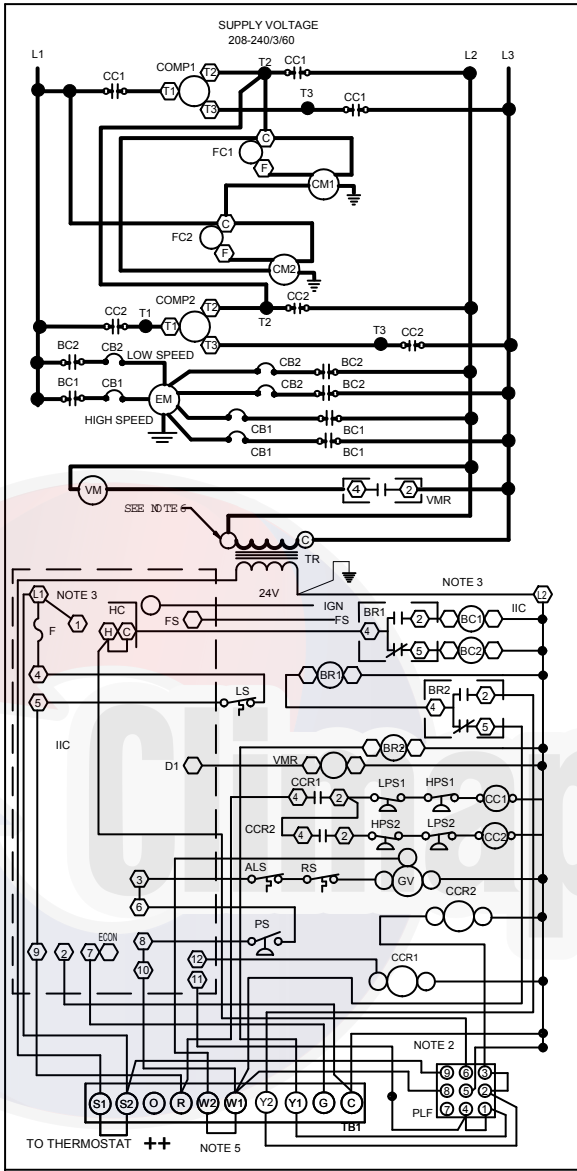 SUPPLY VOLTAGE
208-240/3/60
L1 L2 L3
CC1 COMP1 T2 T2 CC1
T1 T3 T3 CC1
C
FC1
F
CM1
C
FC2
F
CM2
CC2 T1 COMP2 T2 CC2
T1 T2
T3 T3 CC2
BC2 CB2 LOW SPEED CB2 BC2
BC1 CB1 EM CB2 BC2
HIGH SPEED
CB1 BC1
CB1 BC1
VM 4 2 VMR
SEE NOTE 6
C
TR
24V NOTE 3
L1 NOTE 3 HC IGN BR1 IIC L2
1 FS FS 2 BC1
F H C 4 5 BC2
4 BR1 BR2
5 LS 4 2
5
IIC
BR2
D1 VMR
CCR1 LPS1 HPS1
4 2 CC1
CCR2 4 2 HPS2 LPS2 CC2
3 ALS RS GV
6 CCR2
PS
9 2 7 ECON 8 12 CCR1
10 11
NOTE 2
9 6 3
8 5 2
PLF 7 4 1
S1 S2 O R W2 W1 Y2 Y1 G C
TB1
TO THERMOSTAT ++ NOTE 5
Climap